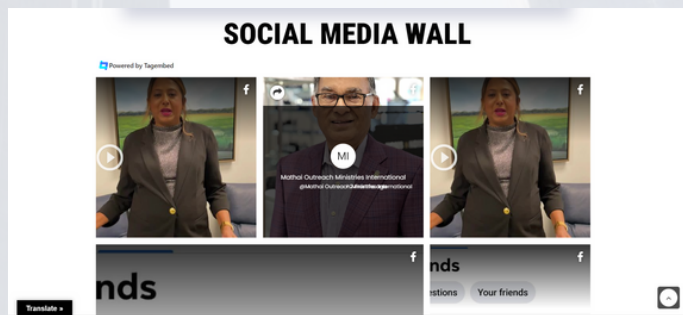 SOCIAL MEDIA WALL
Powered by Tagembed
MI
Mathai Outreach Ministries International
nds
nds
estions
Your friends
Translate »